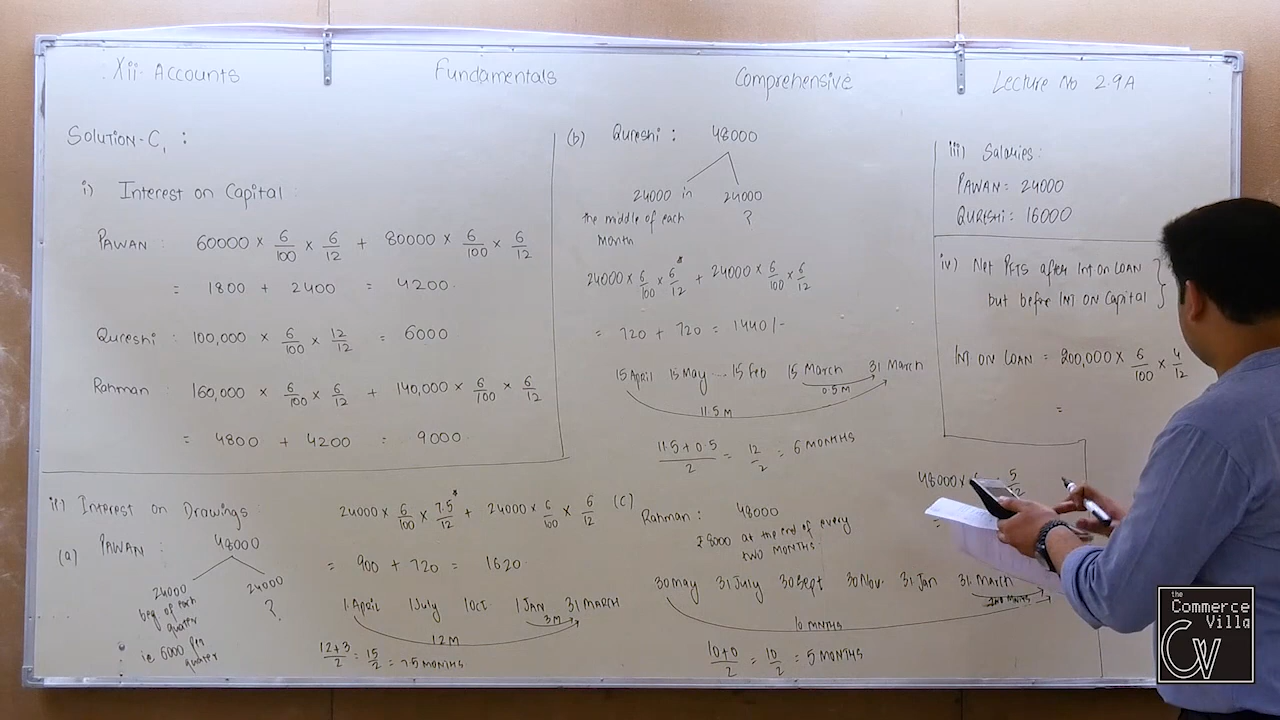 Xii- Accounts Fundamentals Comprehensive Lecture No 2.9A
Solution-C1 :
i) Interest on Capital :
PAWAN : 60000 × 6/100 × 6/12 + 80000 × 6/100 × 6/12
= 1800 + 2400 = 4200
Qureshi : 100,000 × 6/100 × 12/12 = 6000
Rahman : 160,000 × 6/100 × 6/12 + 140,000 × 6/100 × 6/12
= 4800 + 4200 = 9000
ii) Interest on Drawings
(a) PAWAN : 48000
24000 24000
beg of each
quarter
?
ie 6000 per
quarter
24000 × 6/100 × 7.5*/12 + 24000 × 6/100 × 6/12
= 900 + 720 = 1620
1 April 1 July 1 Oct 1 JAN 31 MARCH
3M
12 M
12+3/2 = 15/2 = 7.5 MONTHS
(b) Qureshi : 48000
24000 in 24000
the middle of each ?
month
24000 × 6/100 × 6*/12 + 24000 × 6/100 × 6/12
= 720 + 720 = 1440/-
15 April 15 May ... 15 Feb 15 March 31 March
0.5 M
11.5 M
11.5 + 0.5/2 = 12/2 = 6 MONTHS
(c) Rahman : 48000
₹ 8000 at the end of every
two MONTHS
30 May 31 July 30 Sept 30 Nov 31 Jan 31 March
10 MNTHS
10+0/2 = 10/2 = 5 MONTHS
48000 × 5/12
=
iii) Salaries :
PAWAN : 24000
QURISHI : 16000
iv) Net PFTS after Int on LOAN
but before INT ON Capital
INT ON LOAN = 200,000 × 6/100 × 4/12
=
the
Commerce
Villa
CV